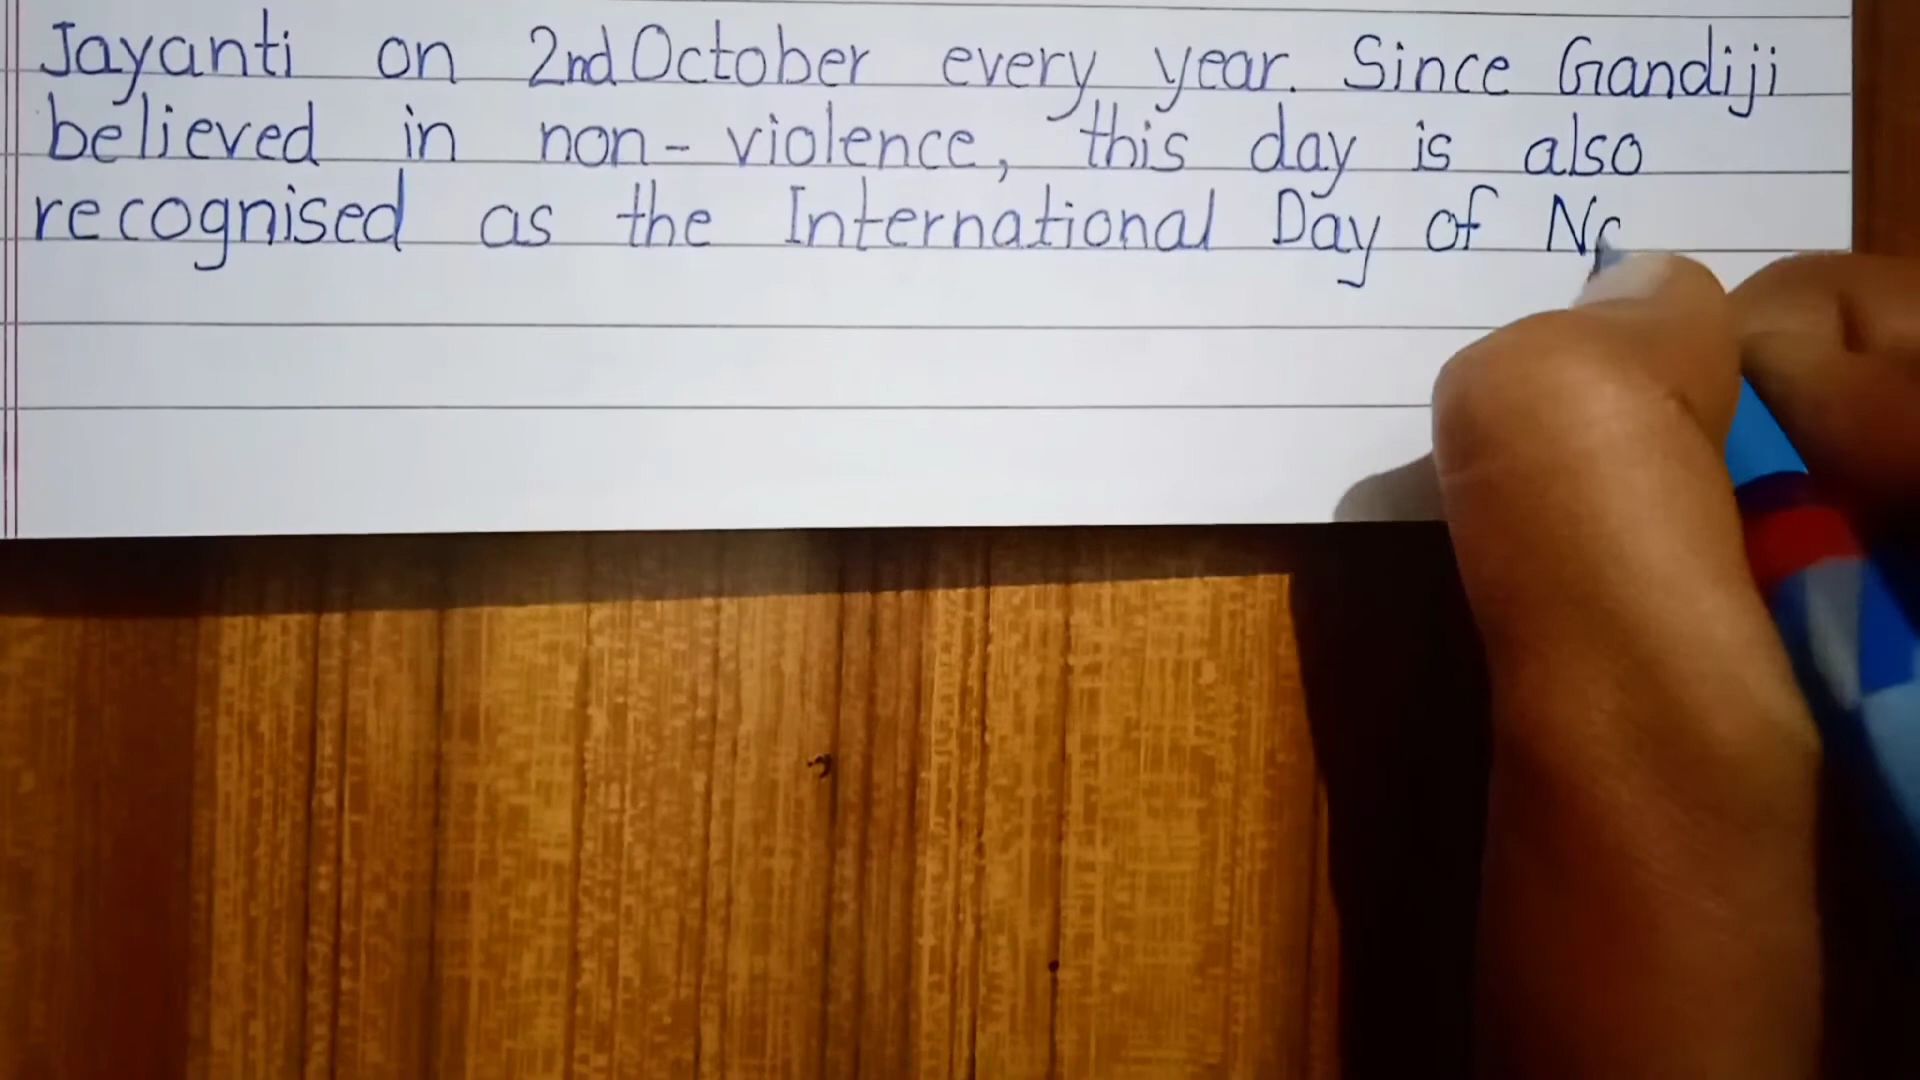 Jayanti on 2nd October every year. Since Gandiji
believed in non-violence, this day is also
recognised as the International Day of